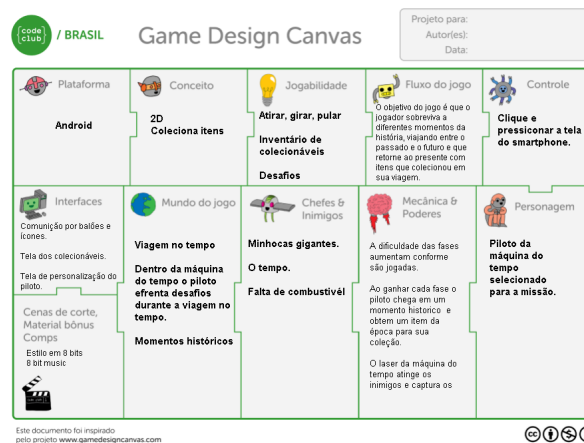 {code
club}
/ BRASIL
Game Design Canvas
Projeto para:
Autor(es):
Data:
Plataforma
Android
Conceito
2D
Coleciona itens
Jogabilidade
Atirar, girar, pular
Inventário de
colecionáveis
Desafios
Fluxo do jogo
O objetivo do jogo é que o
jogador sobreviva a
diferentes momentos da
história, viajando entre o
passado e o futuro e que
retorne ao presente com
itens que colecionou em
sua viagem.
Controle
Clique e
pressiconar a tela
do smartphone.
Interfaces
Comunição por balões e
ícones.
Tela dos colecionáveis.
Tela de personalização do
piloto.
Mundo do jogo
Viagem no tempo
Dentro da máquina
do tempo o piloto
efrenta desafios
durante a viagem no
tempo.
Momentos históricos
Chefes &
Inimigos
Minhocas gigantes.
O tempo.
Falta de combustivél
Mecânica &
Poderes
A dificuldade das fases
aumentam conforme
são jogadas.
Ao ganhar cada fase o
piloto chega em um
momento historico e
obtem um item da
época para sua
coleção.
O laser da máquina do
tempo atinge os
inimigos e captura os
Personagem
Piloto da
máquina do
tempo
selecionado
para a missão.
Cenas de corte,
Material bônus
Comps
Estilo em 8 bits
8 bit music
Este documento foi inspirado
pelo projeto www.gamedesigncanvas.com